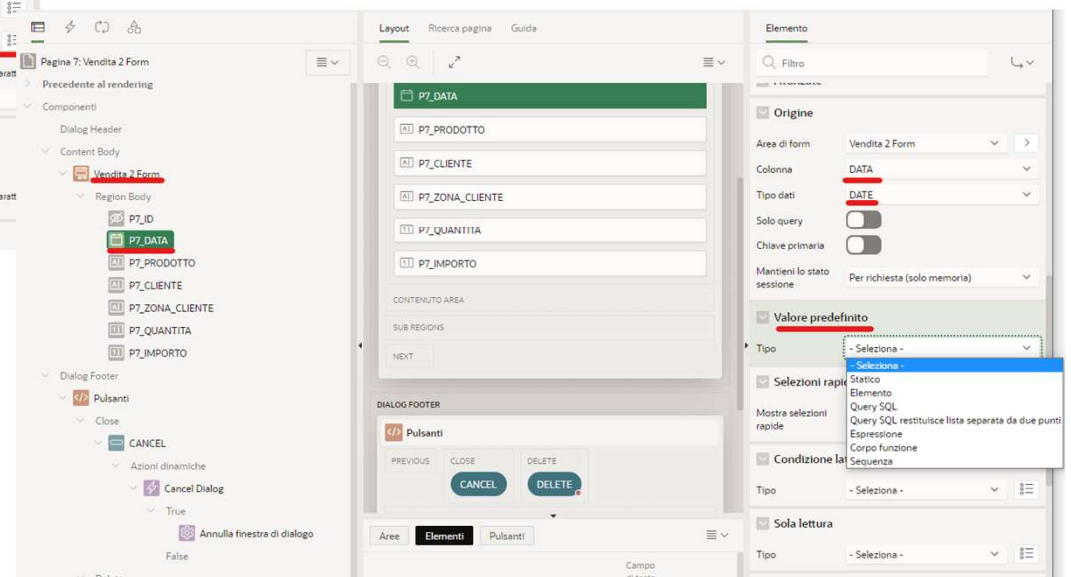 aratt
aratt
Pagina 7: Vendita 2 Form
Precedente al rendering
Componenti
Dialog Header
Content Body
Vendita 2 Form
Region Body
P7_ID
P7_DATA
P7_PRODOTTO
P7_CLIENTE
P7_ZONA_CLIENTE
P7_QUANTITA
P7_IMPORTO
Dialog Footer
Pulsanti
Close
CANCEL
Azioni dinamiche
Cancel Dialog
True
Annulla finestra di dialogo
False
Layout Ricerca pagina Guida
P7_DATA
P7_PRODOTTO
P7_CLIENTE
P7_ZONA_CLIENTE
P7_QUANTITA
P7_IMPORTO
CONTENUTO AREA
SUB REGIONS
NEXT
DIALOG FOOTER
Pulsanti
PREVIOUS CLOSE DELETE
CANCEL DELETE
Aree Elementi Pulsanti
Campo
Elemento
Filtro
Origine
Area di form Vendita 2 Form
Colonna DATA
Tipo dati DATE
Solo query
Chiave primaria
Mantieni lo stato
sessione Per richiesta (solo memoria)
Valore predefinito
Tipo - Seleziona -
- Seleziona -
Statico
Elemento
Query SQL
Query SQL restituisce lista separata da due punti
Espressione
Corpo funzione
Sequenza
Selezioni rapi
Mostra selezioni
rapide
Condizione lat
Tipo - Seleziona -
Sola lettura
Tipo - Seleziona -